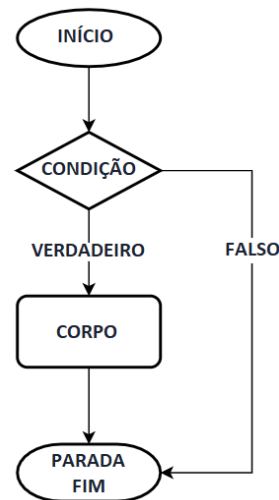 INÍCIO
CONDIÇÃO
VERDADEIRO
FALSO
CORPO
PARADA
FIM